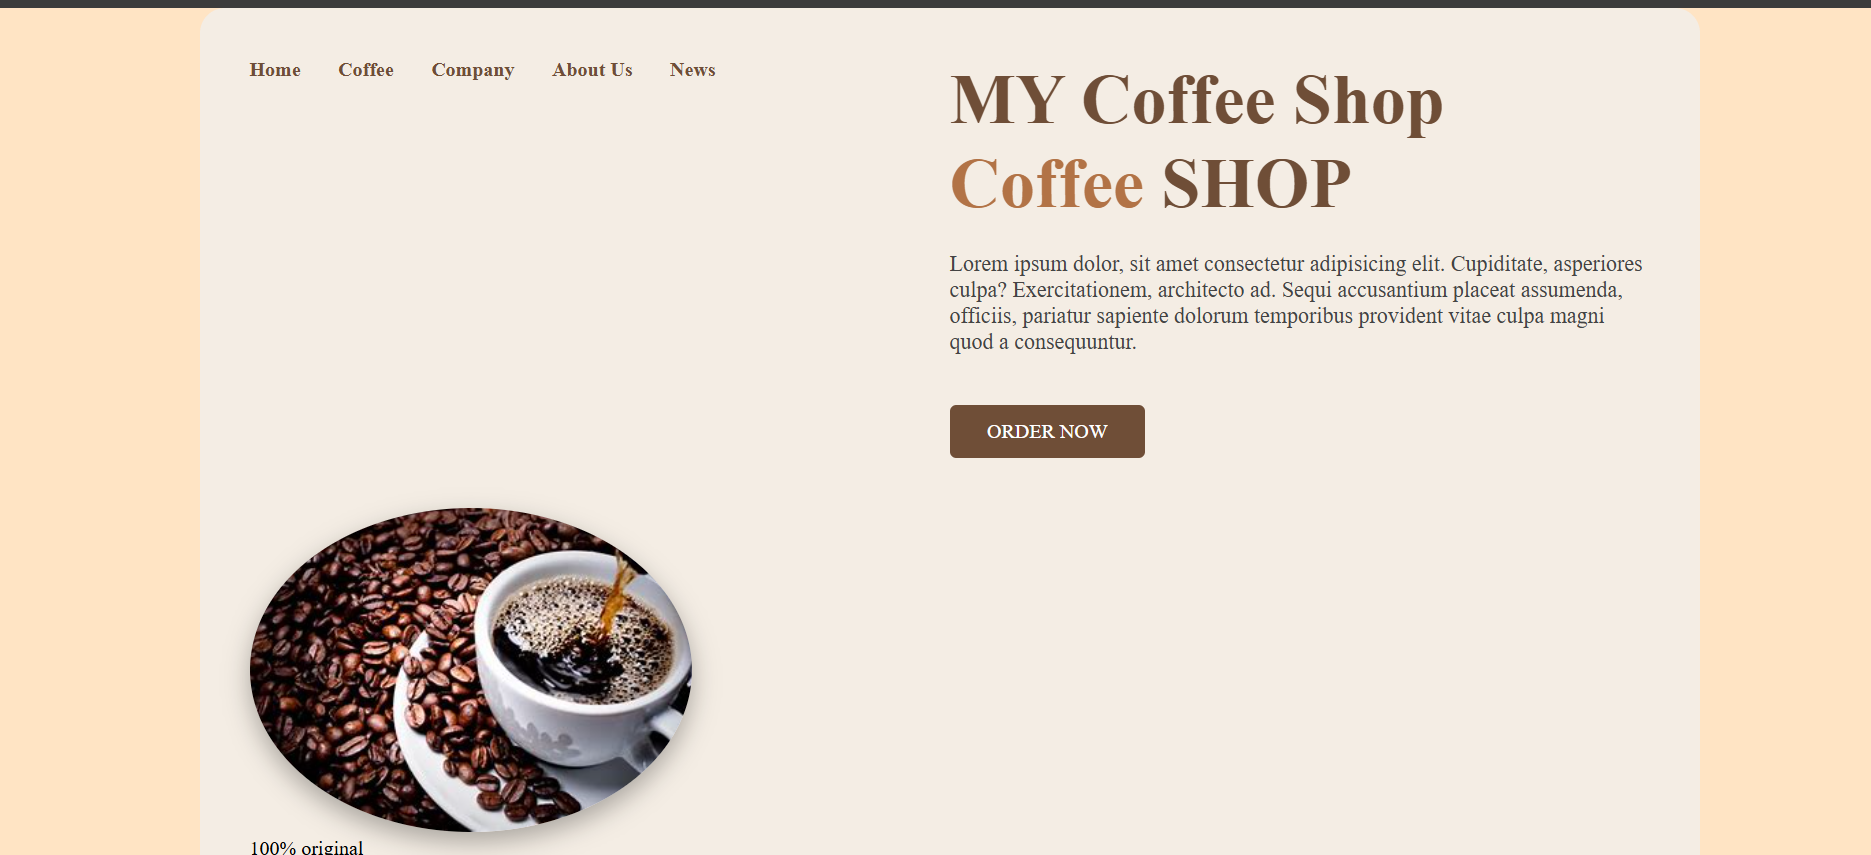 Home Coffee Company About Us News
MY Coffee Shop
Coffee SHOP
Lorem ipsum dolor, sit amet consectetur adipisicing elit. Cupiditate, asperiores
culpa? Exercitationem, architecto ad. Sequi accusantium placeat assumenda,
officiis, pariatur sapiente dolorum temporibus provident vitae culpa magni
quod a consequuntur.
ORDER NOW
100% original